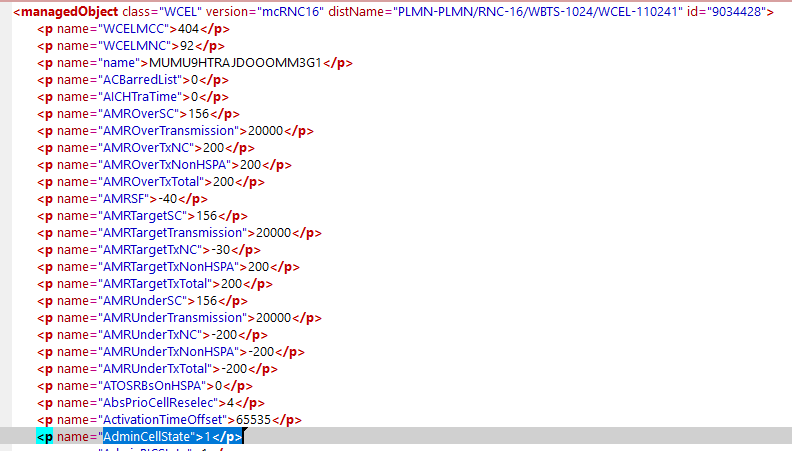 <managedObject class="WCEL" version="mcRNC16" distName="PLMN-PLMN/RNC-16/WBTS-1024/WCEL-110241" id="9034428">
<p name="WCELMCC">404</p>
<p name="WCELMNC">92</p>
<p name="name">MUMU9HTRAJDOOOMM3G1</p>
<p name="ACBarredList">0</p>
<p name="AICHTraTime">0</p>
<p name="AMROverSC">156</p>
<p name="AMROverTransmission">20000</p>
<p name="AMROverTxNC">200</p>
<p name="AMROverTxNonHSPA">200</p>
<p name="AMROverTxTotal">200</p>
<p name="AMRSF">-40</p>
<p name="AMRTargetSC">156</p>
<p name="AMRTargetTransmission">20000</p>
<p name="AMRTargetTxNC">-30</p>
<p name="AMRTargetTxNonHSPA">200</p>
<p name="AMRTargetTxTotal">200</p>
<p name="AMRUnderSC">156</p>
<p name="AMRUnderTransmission">20000</p>
<p name="AMRUnderTxNC">-200</p>
<p name="AMRUnderTxNonHSPA">-200</p>
<p name="AMRUnderTxTotal">-200</p>
<p name="ATOSRBsOnHSPA">0</p>
<p name="AbsPrioCellReselec">4</p>
<p name="ActivationTimeOffset">65535</p>
<p name="AdminCellState">1</p>